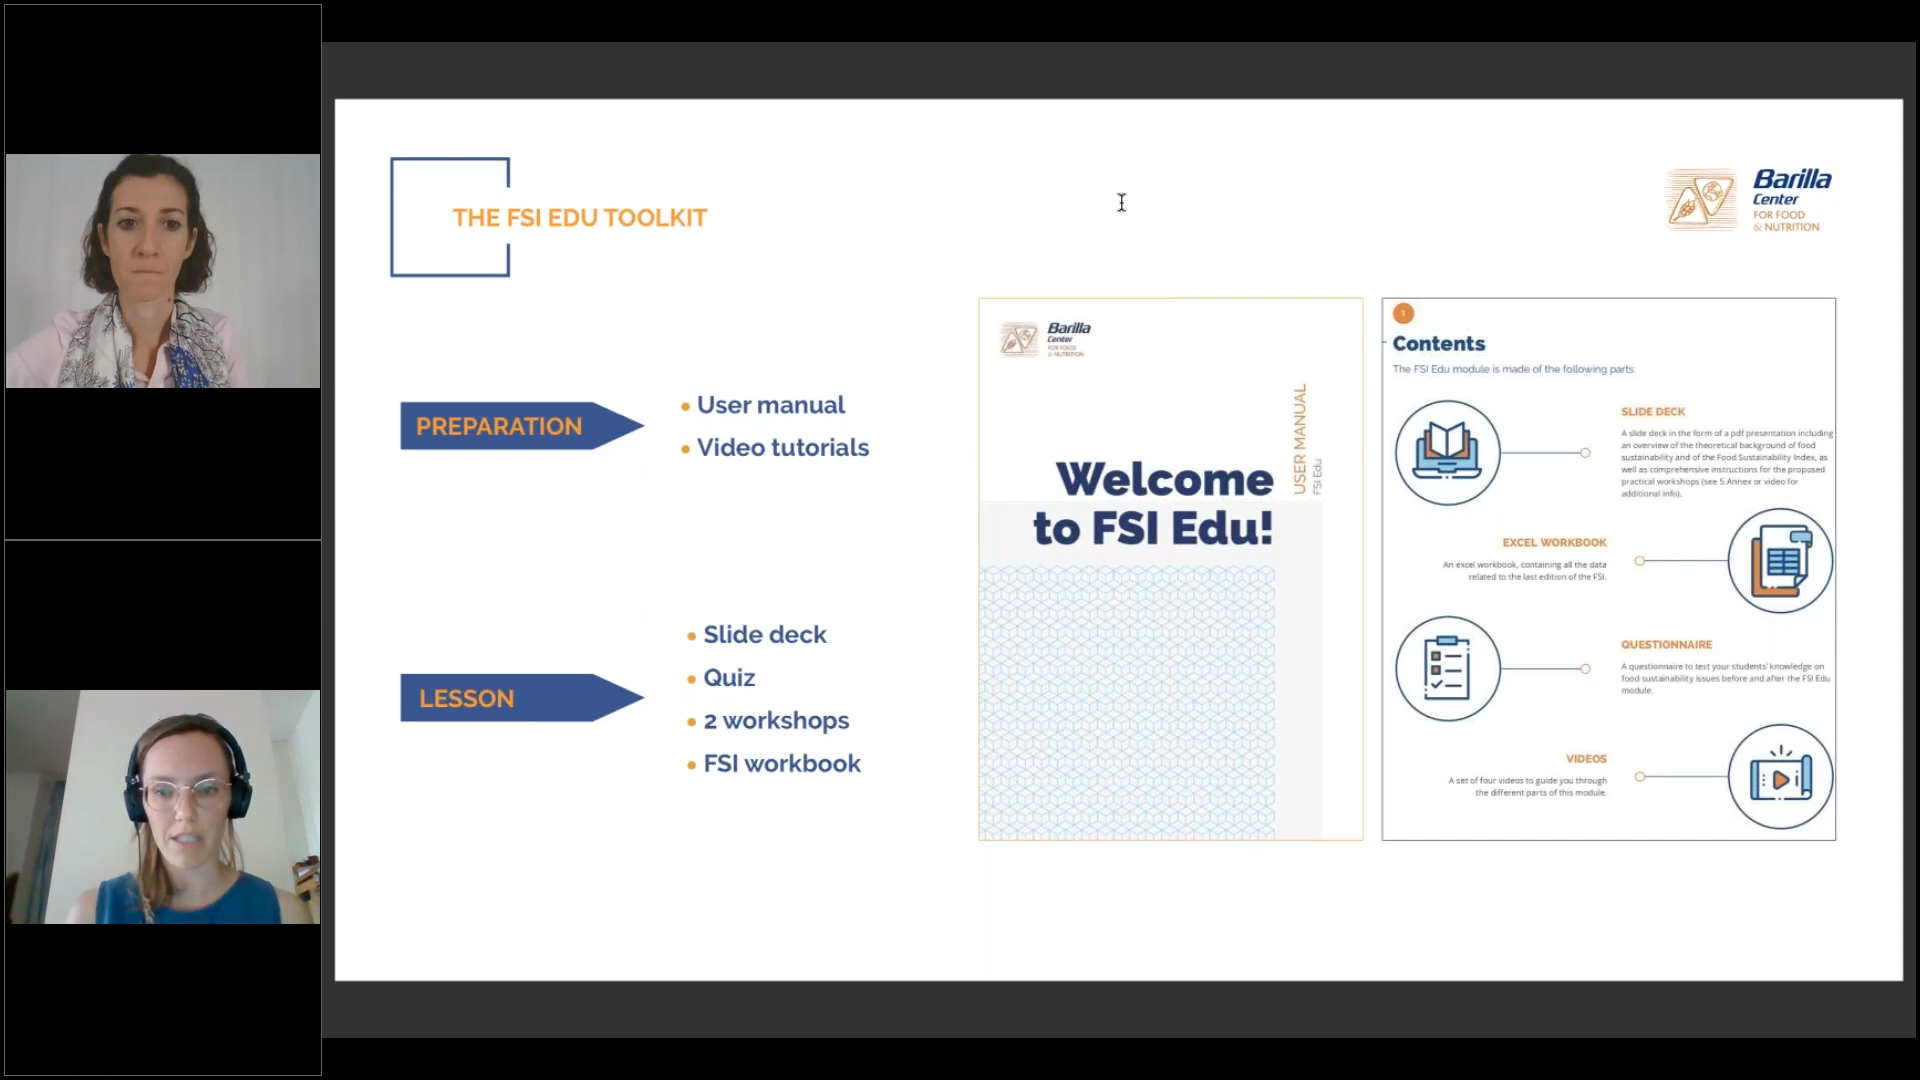 THE FSI EDU TOOLKIT
Barilla
Center
FOR FOOD
& NUTRITION
PREPARATION
• User manual
• Video tutorials
LESSON
• Slide deck
• Quiz
• 2 workshops
• FSI workbook
Barilla
Center
FOR FOOD
& NUTRITION
USER MANUAL
FSI Edu
Welcome
to FSI Edu!
1
Contents
The FSI Edu module is made of the following parts:
SLIDE DECK
A slide deck in the form of a pdf presentation including
an overview of the theoretical background of food
sustainability and of the Food Sustainability Index, as
well as comprehensive instructions for the proposed
practical workshops (see 5.Annex or video for
additional info).
EXCEL WORKBOOK
An excel workbook, containing all the data
related to the last edition of the FSI.
QUESTIONNAIRE
A questionnaire to test your students' knowledge on
food sustainability issues before and after the FSI Edu
module.
VIDEOS
A set of four videos to guide you through
the different parts of this module.